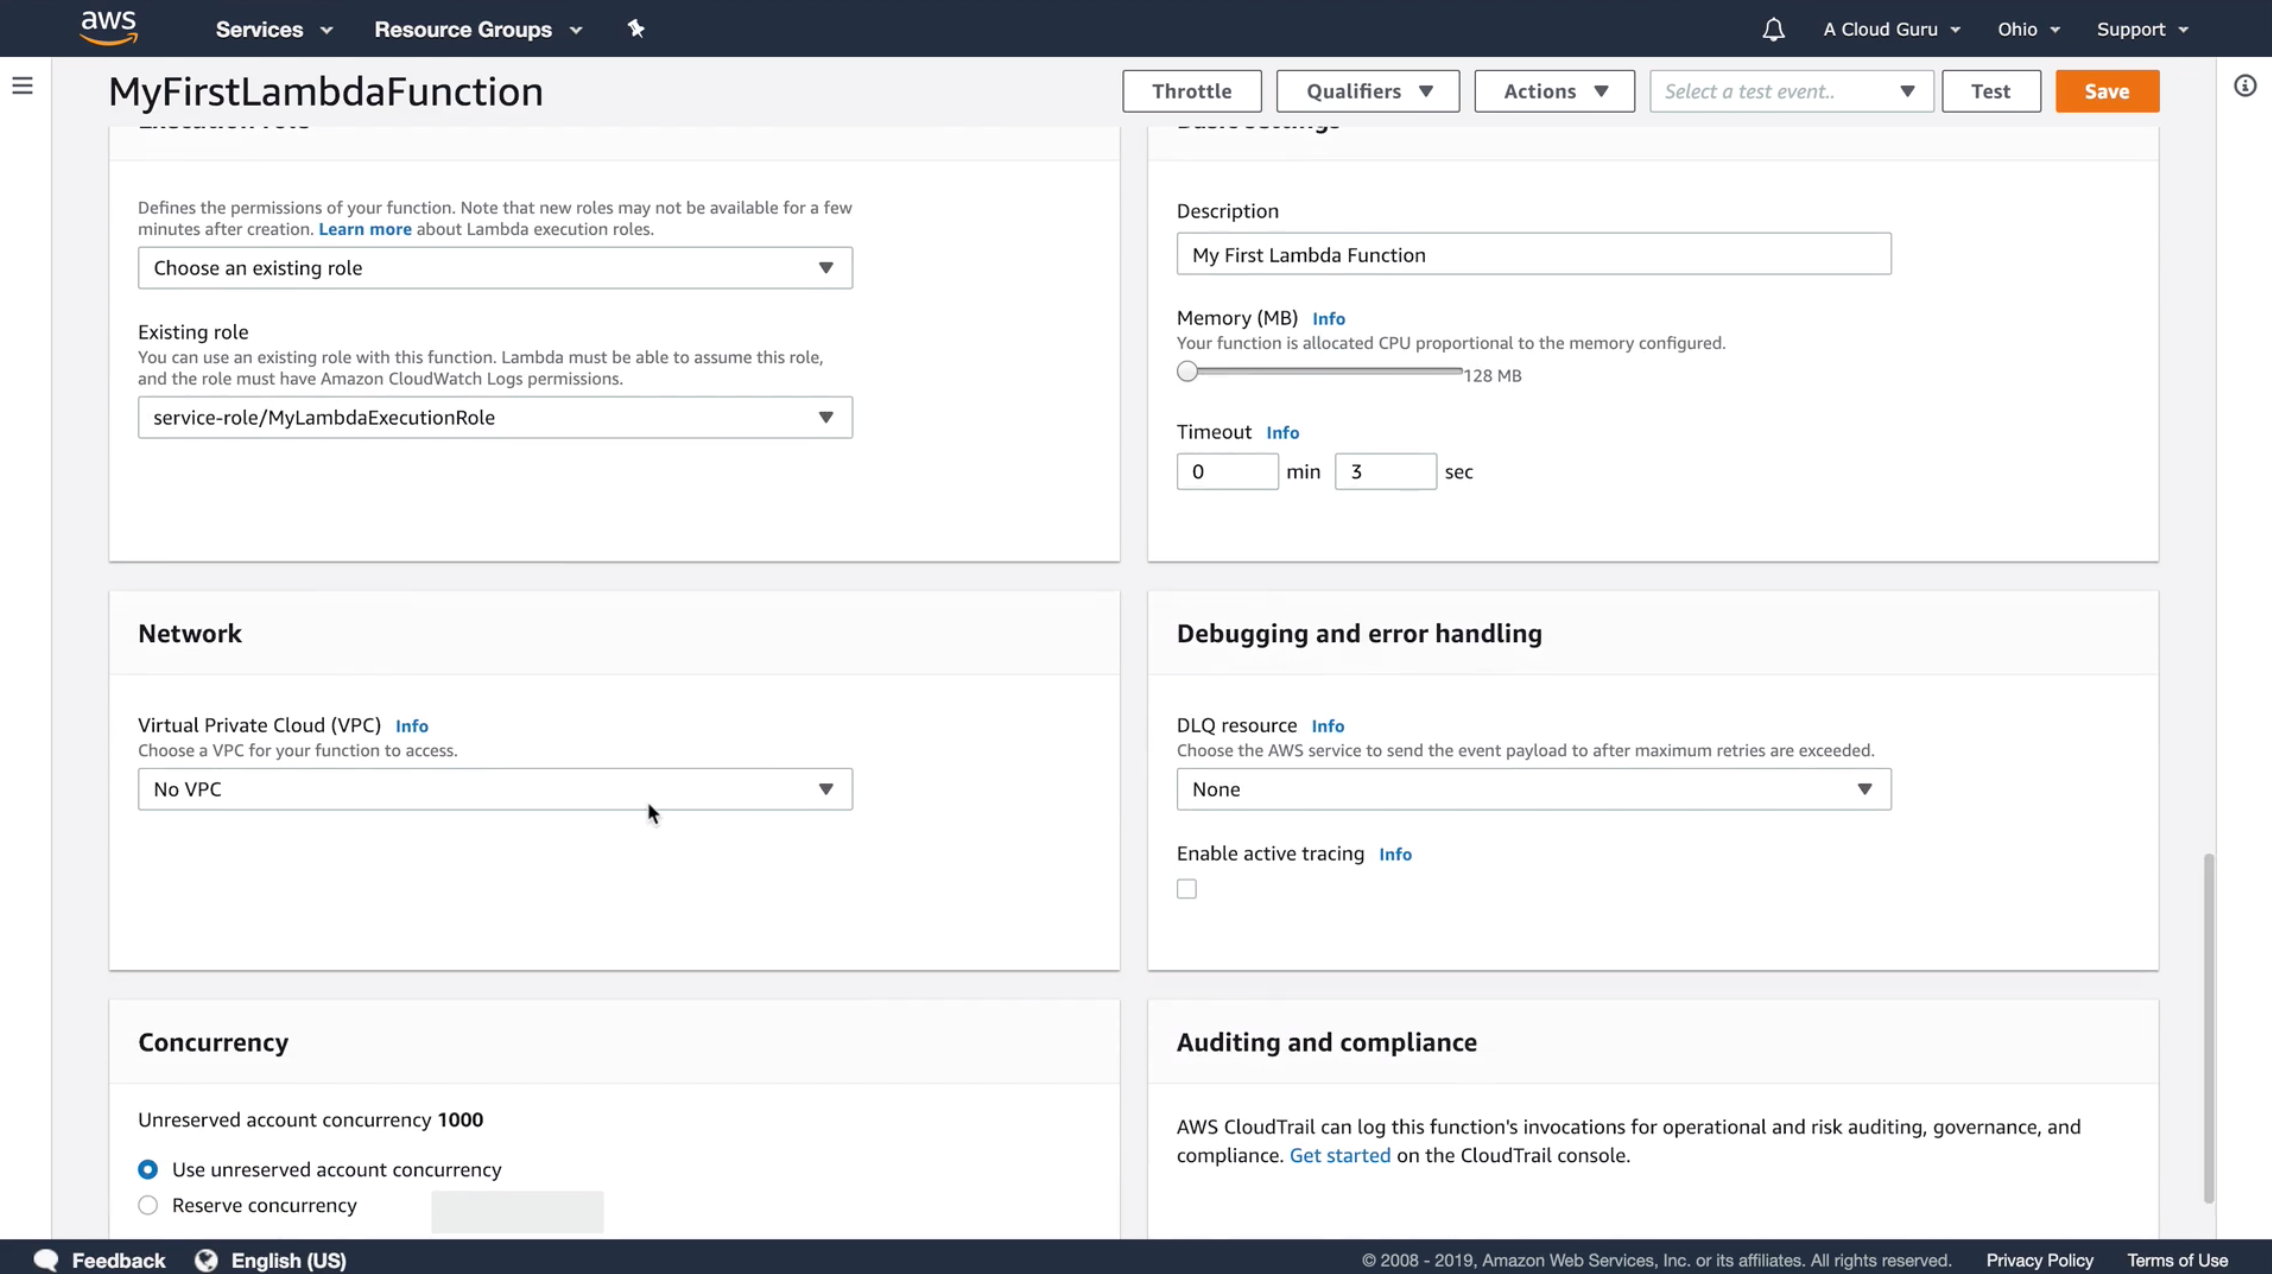 aws
Services
Resource Groups
A Cloud Guru
Ohio
Support
MyFirstLambdaFunction
Throttle
Qualifiers
Actions
Select a test event..
Test
Save
Execution role
Defines the permissions of your function. Note that new roles may not be available for a few
minutes after creation. Learn more about Lambda execution roles.
Choose an existing role
Existing role
You can use an existing role with this function. Lambda must be able to assume this role,
and the role must have Amazon CloudWatch Logs permissions.
service-role/MyLambdaExecutionRole
Basic settings
Description
My First Lambda Function
Memory (MB) Info
Your function is allocated CPU proportional to the memory configured.
128 MB
Timeout Info
0 min 3 sec
Network
Virtual Private Cloud (VPC) Info
Choose a VPC for your function to access.
No VPC
Debugging and error handling
DLQ resource Info
Choose the AWS service to send the event payload to after maximum retries are exceeded.
None
Enable active tracing Info
Concurrency
Unreserved account concurrency 1000
Use unreserved account concurrency
Reserve concurrency
Auditing and compliance
AWS CloudTrail can log this function's invocations for operational and risk auditing, governance, and
compliance. Get started on the CloudTrail console.
Feedback
English (US)
© 2008 - 2019, Amazon Web Services, Inc. or its affiliates. All rights reserved.
Privacy Policy
Terms of Use